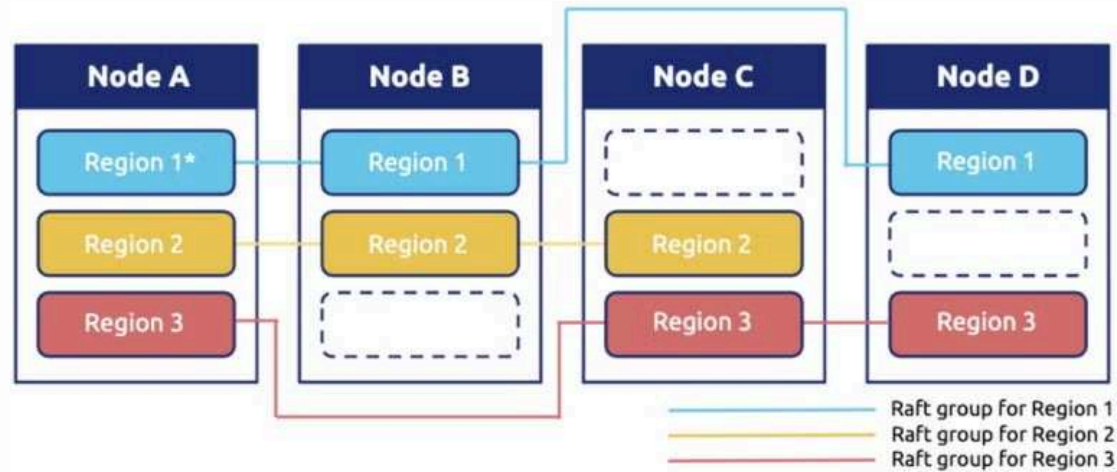 Node A
Node B
Node C
Node D
Region 1*
Region 1
Region 1
Region 2
Region 2
Region 2
Region 3
Region 3
Region 3
Raft group for Region 1
Raft group for Region 2
Raft group for Region 3